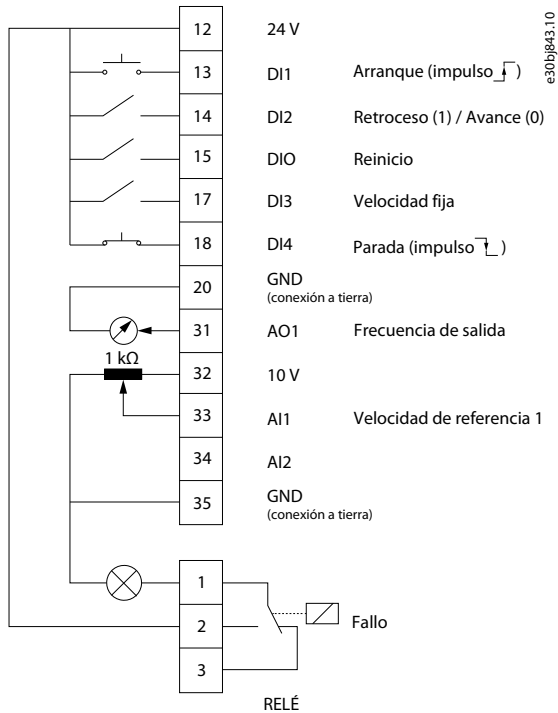 e30bj843.10
12 24 V
13 DI1 Arranque (impulso )
14 DI2 Retroceso (1) / Avance (0)
15 DIO Reinicio
17 DI3 Velocidad fija
18 DI4 Parada (impulso )
20 GND
(conexión a tierra)
31 AO1 Frecuencia de salida
1 kΩ
32 10 V
33 AI1 Velocidad de referencia 1
34 AI2
35 GND
(conexión a tierra)
1
2 Fallo
3
RELÉ